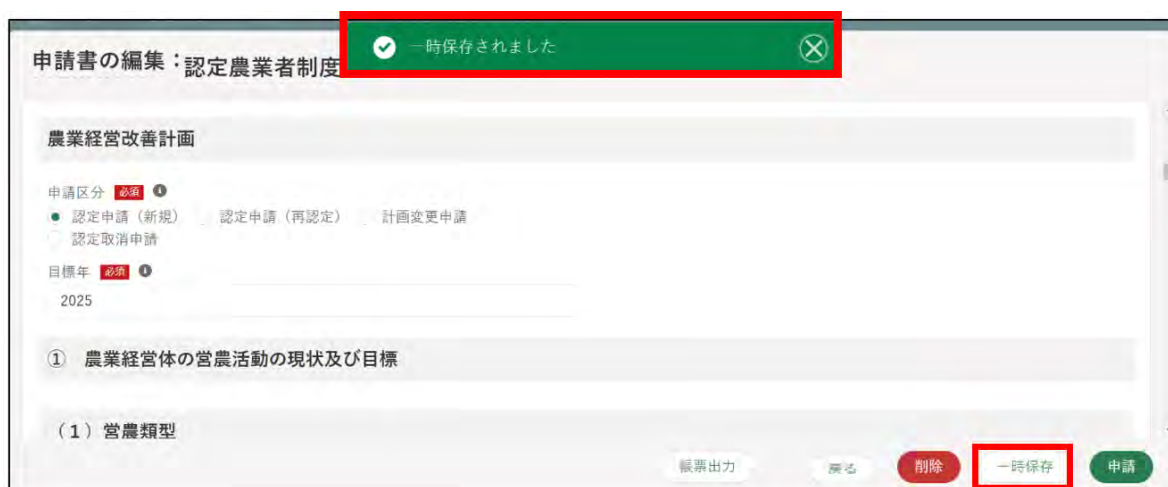 一時保存されました
申請書の編集：認定農業者制度
農業経営改善計画
申請区分 必須
認定申請（新規） 認定申請（再認定） 計画変更申請
認定取消申請
目標年 必須
2025
① 農業経営体の営農活動の現状及び目標
（1）営農類型
帳票出力 戻る 削除 一時保存 申請